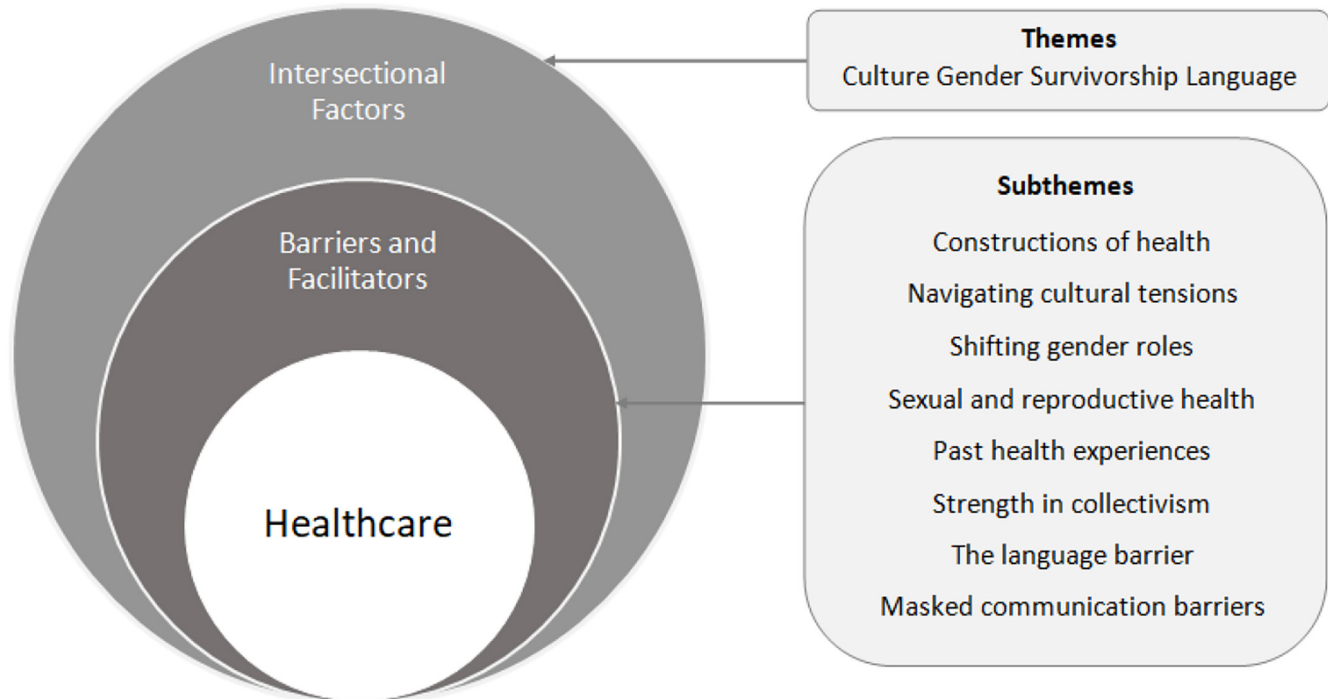 Intersectional
Factors
Barriers and
Facilitators
Healthcare
Themes
Culture Gender Survivorship Language
Subthemes
Constructions of health
Navigating cultural tensions
Shifting gender roles
Sexual and reproductive health
Past health experiences
Strength in collectivism
The language barrier
Masked communication barriers